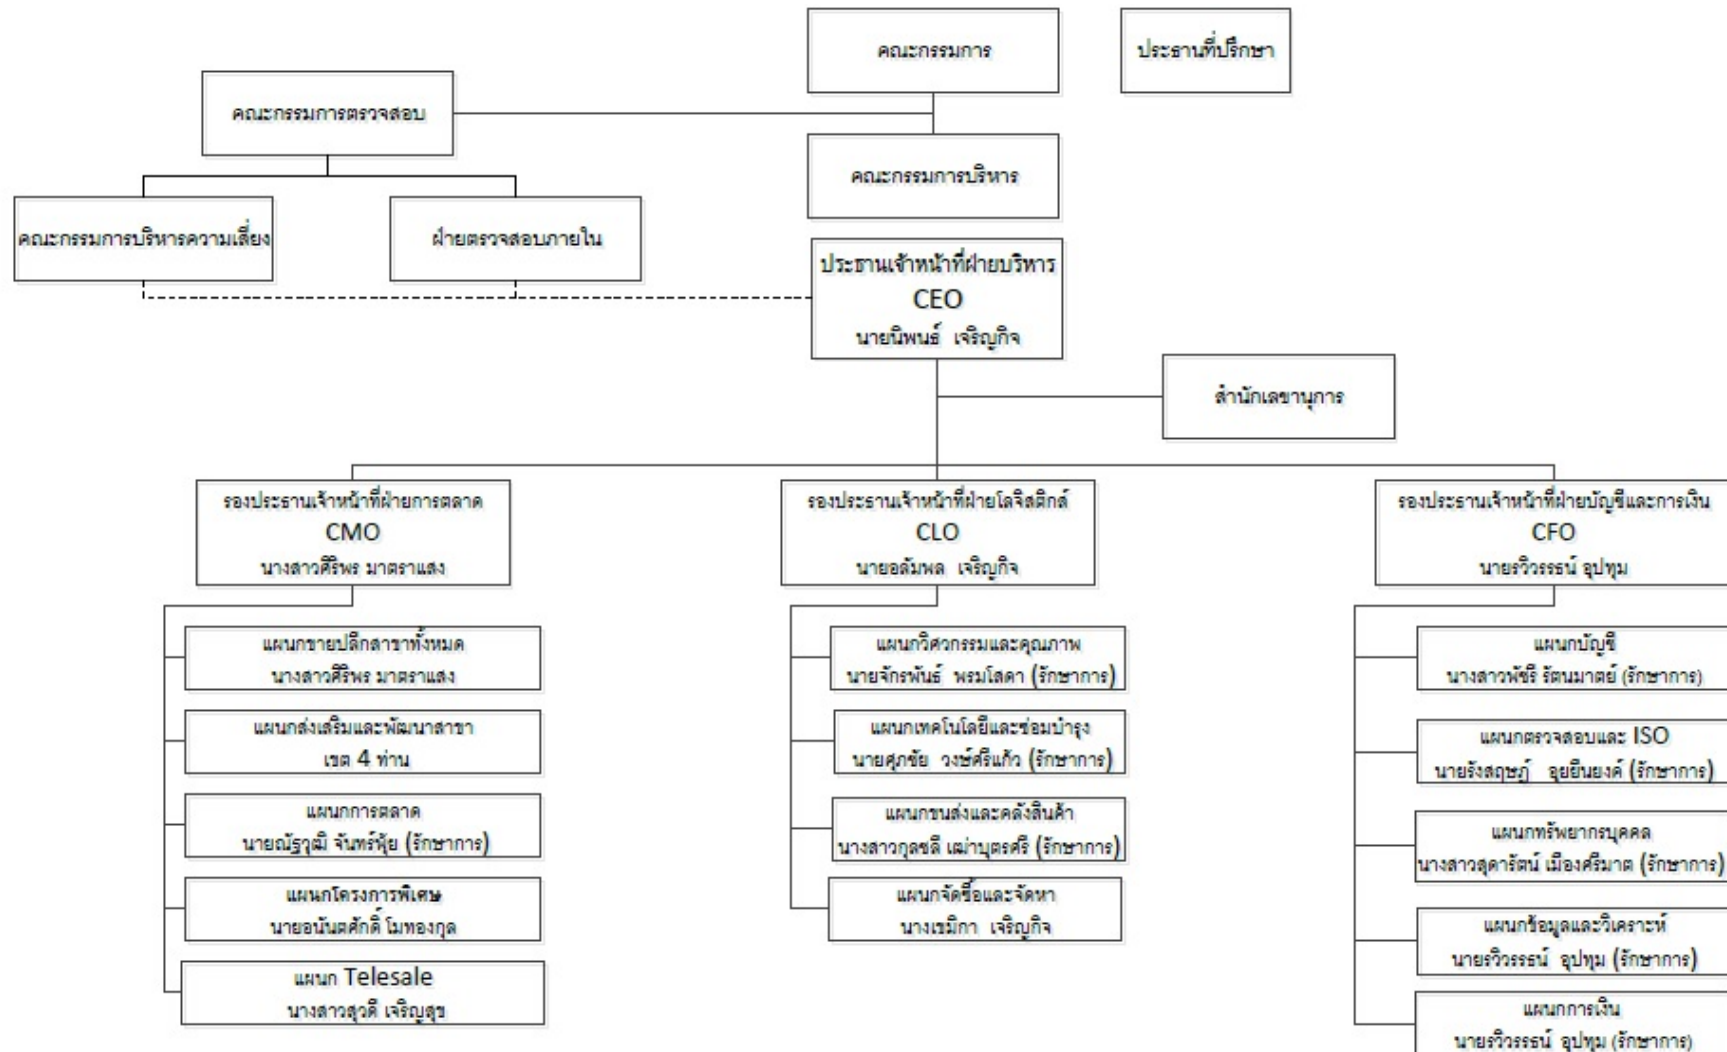 คณะกรรมการ
ประธานที่ปรึกษา
คณะกรรมการตรวจสอบ
คณะกรรมการบริหาร
คณะกรรมการบริหารความเสี่ยง
ฝ่ายตรวจสอบภายใน
ประธานเจ้าหน้าที่ฝ่ายบริหาร
CEO
นายนิพนธ์ เจริญกิจ
สำนักเลขานุการ
รองประธานเจ้าหน้าที่ฝ่ายการตลาด
CMO
นางสาวศิริพร มาตราแสง
แผนกขายปลีกสาขาทั้งหมด
นางสาวศิริพร มาตราแสง
แผนกส่งเสริมและพัฒนาสาขา
เขต 4 ท่าน
แผนกการตลาด
นายณัฐวุฒิ จันทร์ฟุ้ย (รักษาการ)
แผนกโครงการพิเศษ
นายอนันตศักดิ์ โมทองกุล
แผนก Telesale
นางสาวสุวดี เจริญสุข
รองประธานเจ้าหน้าที่ฝ่ายโลจิสติกส์
CLO
นายอลัมพล เจริญกิจ
แผนกวิศวกรรมและคุณภาพ
นายจักรพันธ์ พรมโสดา (รักษาการ)
แผนกเทคโนโลยีและซ่อมบำรุง
นายศุภชัย วงษ์ศรีแก้ว (รักษาการ)
แผนกขนส่งและคลังสินค้า
นางสาวกุลชลี เฒ่าบุตรศรี (รักษาการ)
แผนกจัดซื้อและจัดหา
นางเขมิกา เจริญกิจ
รองประธานเจ้าหน้าที่ฝ่ายบัญชีและการเงิน
CFO
นายรวิวรรธน์ อุปทุม
แผนกบัญชี
นางสาวพัชรี รัตนมาตย์ (รักษาการ)
แผนกตรวจสอบและ ISO
นายรังสฤษฎ์ อุยยืนยงค์ (รักษาการ)
แผนกทรัพยากรบุคคล
นางสาวสุดารัตน์ เมืองศรีมาต (รักษาการ)
แผนกข้อมูลและวิเคราะห์
นายรวิวรรธน์ อุปทุม (รักษาการ)
แผนกการเงิน
นายรวิวรรธน์ อุปทุม (รักษาการ)